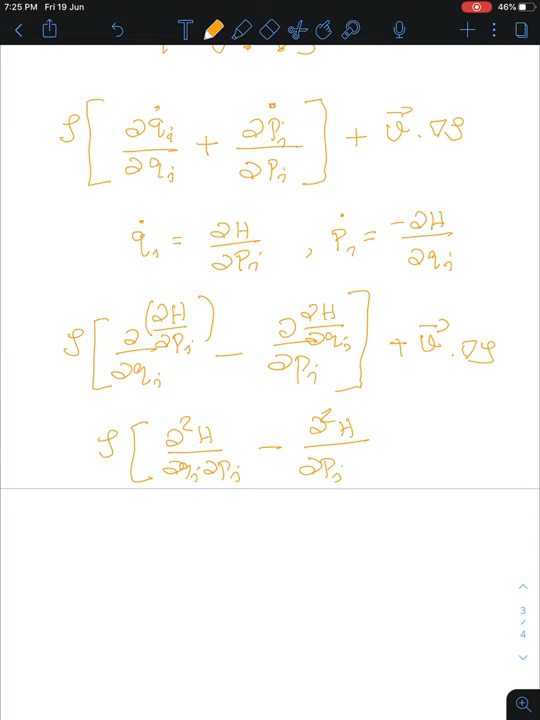 7:25 PM Fri 19 Jun 46%
ρ[ ∂q̇ᵢ/∂qᵢ + ∂ṗᵢ/∂pᵢ ] + v⃗ . ∇ρ
q̇ᵢ = ∂H/∂pᵢ , ṗᵢ = -∂H/∂qᵢ
ρ[ ∂(∂H/∂pᵢ)/∂qᵢ - ∂ ∂H/∂qᵢ/∂pᵢ ] + v⃗ . ∇ρ
ρ[ ∂²H/∂qᵢ∂pᵢ - ∂²H/∂pᵢ
3
/
4